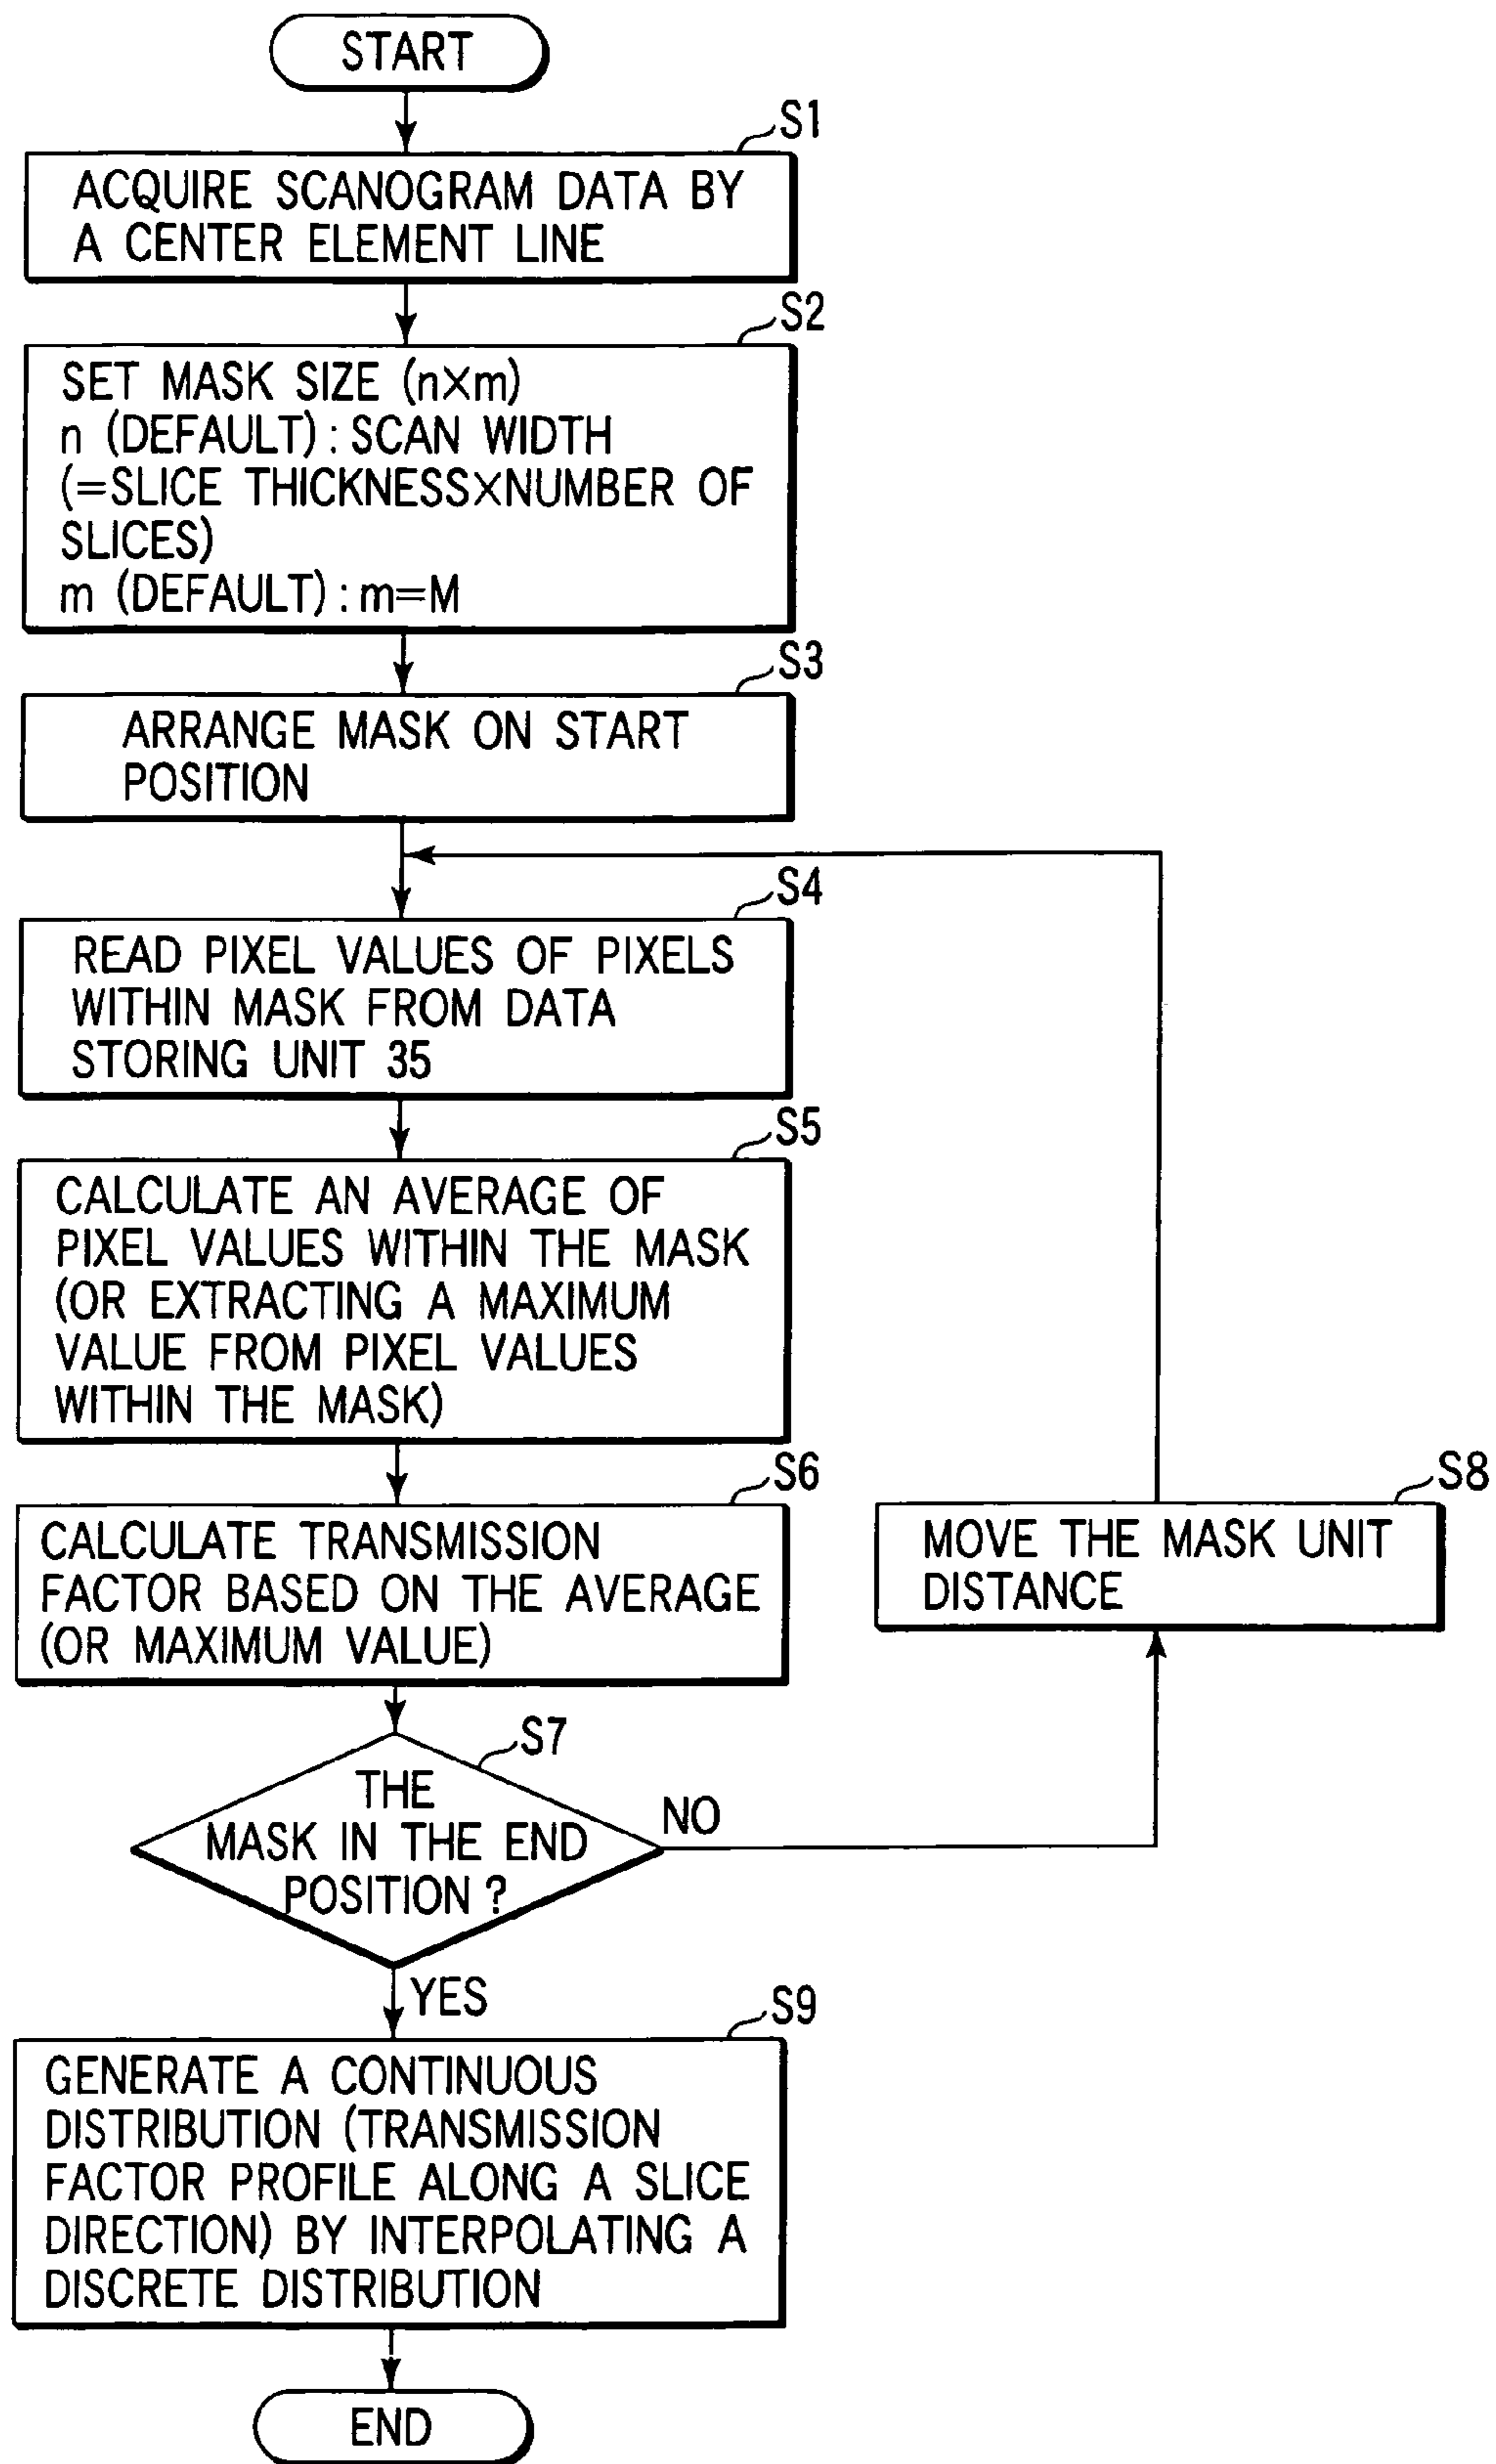 START
S1
ACQUIRE SCANOGRAM DATA BY
A CENTER ELEMENT LINE
S2
SET MASK SIZE (n×m)
n (DEFAULT) : SCAN WIDTH
(=SLICE THICKNESS×NUMBER OF
SLICES)
m (DEFAULT) : m=M
S3
ARRANGE MASK ON START
POSITION
S4
READ PIXEL VALUES OF PIXELS
WITHIN MASK FROM DATA
STORING UNIT 35
S5
CALCULATE AN AVERAGE OF
PIXEL VALUES WITHIN THE MASK
(OR EXTRACTING A MAXIMUM
VALUE FROM PIXEL VALUES
WITHIN THE MASK)
S6
CALCULATE TRANSMISSION
FACTOR BASED ON THE AVERAGE
(OR MAXIMUM VALUE)
S8
MOVE THE MASK UNIT
DISTANCE
S7
THE
MASK IN THE END
POSITION ?
NO
YES
S9
GENERATE A CONTINUOUS
DISTRIBUTION (TRANSMISSION
FACTOR PROFILE ALONG A SLICE
DIRECTION) BY INTERPOLATING A
DISCRETE DISTRIBUTION
END